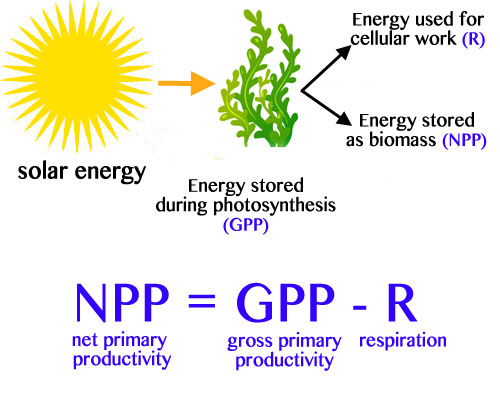 Energy used for
cellular work (R)
solar energy
Energy stored
as biomass (NPP)
Energy stored
during photosynthesis
(GPP)
NPP = GPP - R
net primary
productivity
gross primary
productivity
respiration